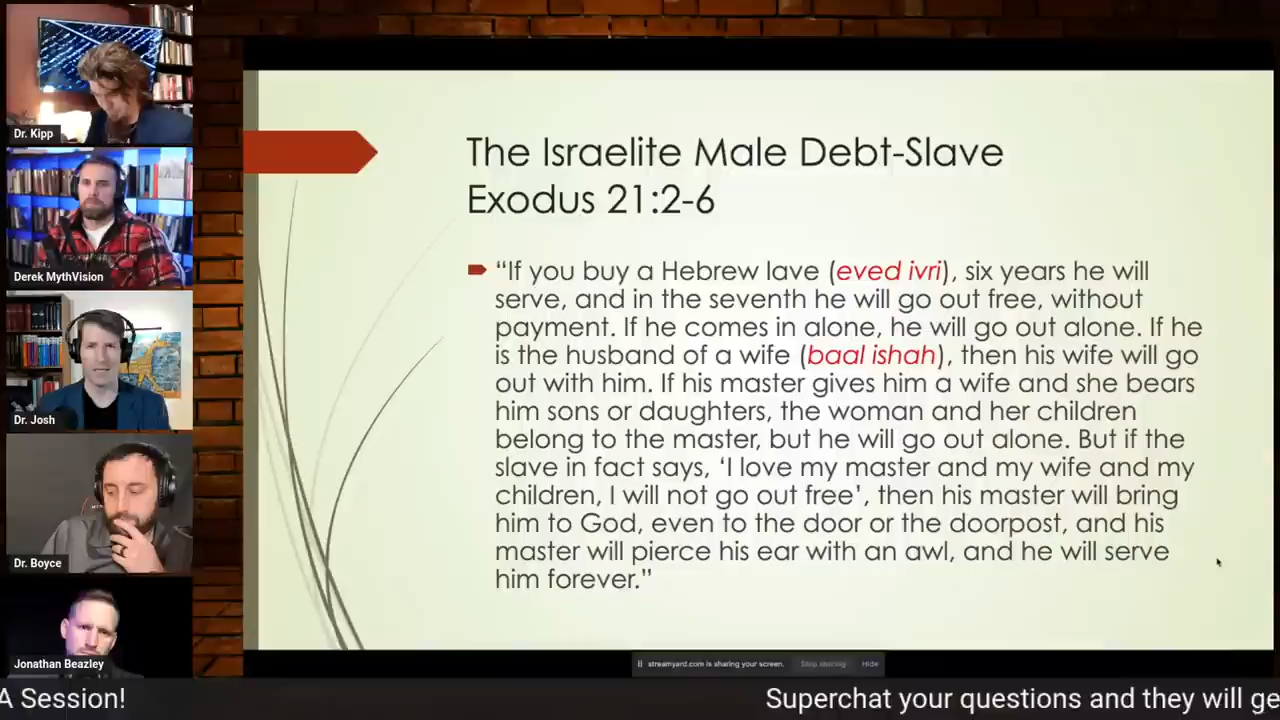 Dr. Kipp
Derek MythVision
Dr. Josh
Dr. Boyce
Jonathan Beazley
The Israelite Male Debt-Slave
Exodus 21:2-6
“If you buy a Hebrew lave (eved ivri), six years he will
serve, and in the seventh he will go out free, without
payment. If he comes in alone, he will go out alone. If he
is the husband of a wife (baal ishah), then his wife will go
out with him. If his master gives him a wife and she bears
him sons or daughters, the woman and her children
belong to the master, but he will go out alone. But if the
slave in fact says, ‘I love my master and my wife and my
children, I will not go out free’, then his master will bring
him to God, even to the door or the doorpost, and his
master will pierce his ear with an awl, and he will serve
him forever.”
streamyard.com is sharing your screen. Stop sharing Hide
A Session! Superchat your questions and they will ge